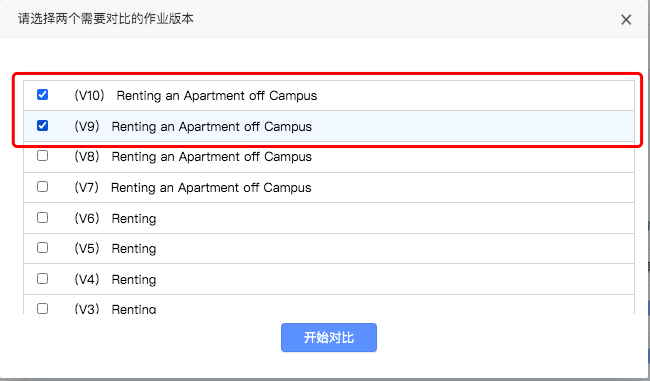 请选择两个需要对比的作业版本
(V10) Renting an Apartment off Campus
(V9) Renting an Apartment off Campus
(V8) Renting an Apartment off Campus
(V7) Renting an Apartment off Campus
(V6) Renting
(V5) Renting
(V4) Renting
(V3) Renting
开始对比